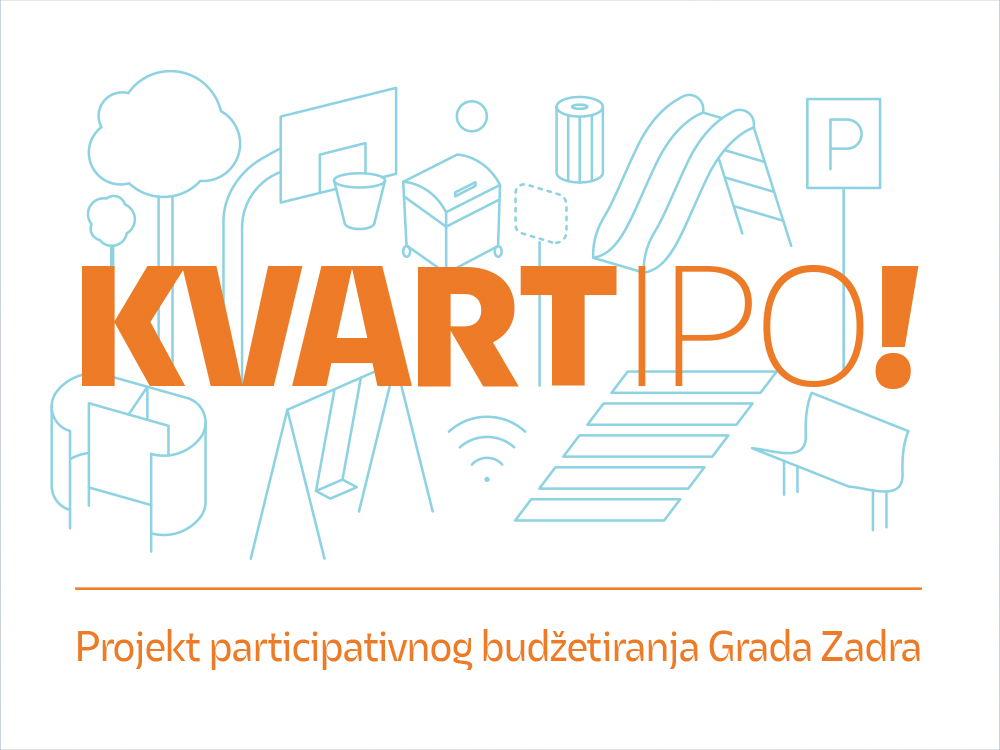 P
KVARTIPO!
Projekt participativnog budžetiranja Grada Zadra